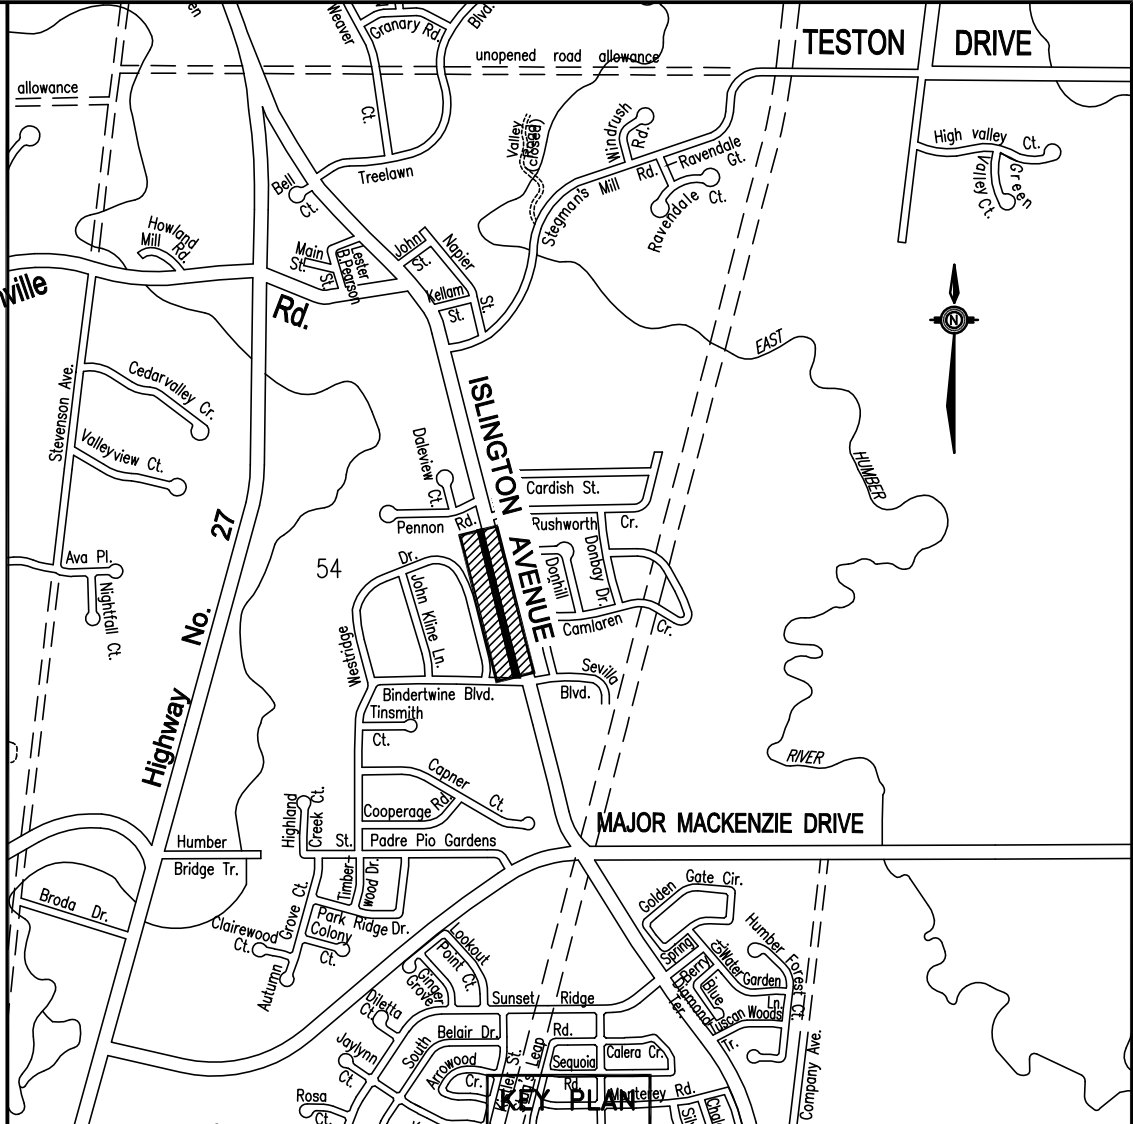 Weaver
Ct.
Granary Rd.
Blvd.
unopened road allowance
TESTON DRIVE
allowance
Valley
Road
(closed)
Windrush
Rd.
High valley Ct.
Green
Valley Ct.
Ravendale
Gt.
Stegman's Mill Rd.
Ravendale Ct.
Treelawn
Bell
Ct.
Howland
Mill Rd.
Main
St.
Lester
B.Pearson
St.
John
St.
Napier
St.
Kellam
St.
Rd.
N
EAST
HUMBER
RIVER
Stevenson Ave.
Cedarvalley Cr.
Valleyview Ct.
ISLINGTON AVENUE
Daleview
Ct.
Cardish St.
Pennon Rd.
Rushworth Cr.
Ava Pl.
Nightfall Ct.
54
Dr.
John Kline Ln.
Westridge
Donhill
Donbay Dr.
Camlaren Cr.
Highway No. 27
Bindertwine Blvd.
Sevilla
Blvd.
Tinsmith
Ct.
Capner Ct.
Cooperage Rd.
Highland
Creek Ct.
MAJOR MACKENZIE DRIVE
Humber
Bridge Tr.
St.
Padre Pio Gardens
Timber-
wood Dr.
Broda Dr.
Clairewood
Ct.
Autumn Grove Ct.
Park Ridge Dr.
Colony
Ct.
Golden Gate Cir.
Lookout
Point Ct.
Ginger
Grove
Spring
Berry
Blue
Diamond
Ter.
Water
Garden
Ln.
Humber Forest Ct.
Tuscan Woods
Tr.
Sunset Ridge
Diletta
Ct.
Belair Dr.
Rd.
Jaylynn
Ct.
South
Arrowood
Cr.
St.
Leap
Sequoia
Rd.
Calera Cr.
Monterey Rd.
Company Ave.
Rosa
Ct.
KEY PLAN